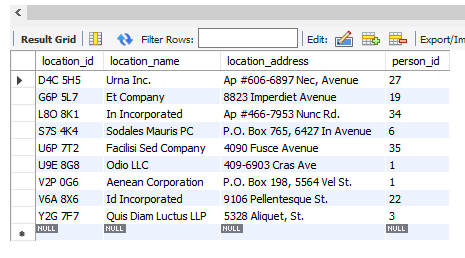 Result Grid Filter Rows: Edit: Export/Im
location_id location_name location_address person_id
D4C 5H5 Urna Inc. Ap #606-6897 Nec, Avenue 27
G6P 5L7 Et Company 8823 Imperdiet Avenue 19
L8O 8K1 In Incorporated Ap #466-7953 Nunc Rd. 34
S7S 4K4 Sodales Mauris PC P.O. Box 765, 6427 In Avenue 6
U6P 7T2 Facilisi Sed Company 4090 Fusce Avenue 35
U9E 8G8 Odio LLC 409-6903 Cras Ave 1
V2P 0G6 Aenean Corporation P.O. Box 198, 5564 Vel St. 1
V6A 8X6 Id Incorporated 9106 Pellentesque St. 22
Y2G 7F7 Quis Diam Luctus LLP 5328 Aliquet, St. 3
NULL NULL NULL NULL